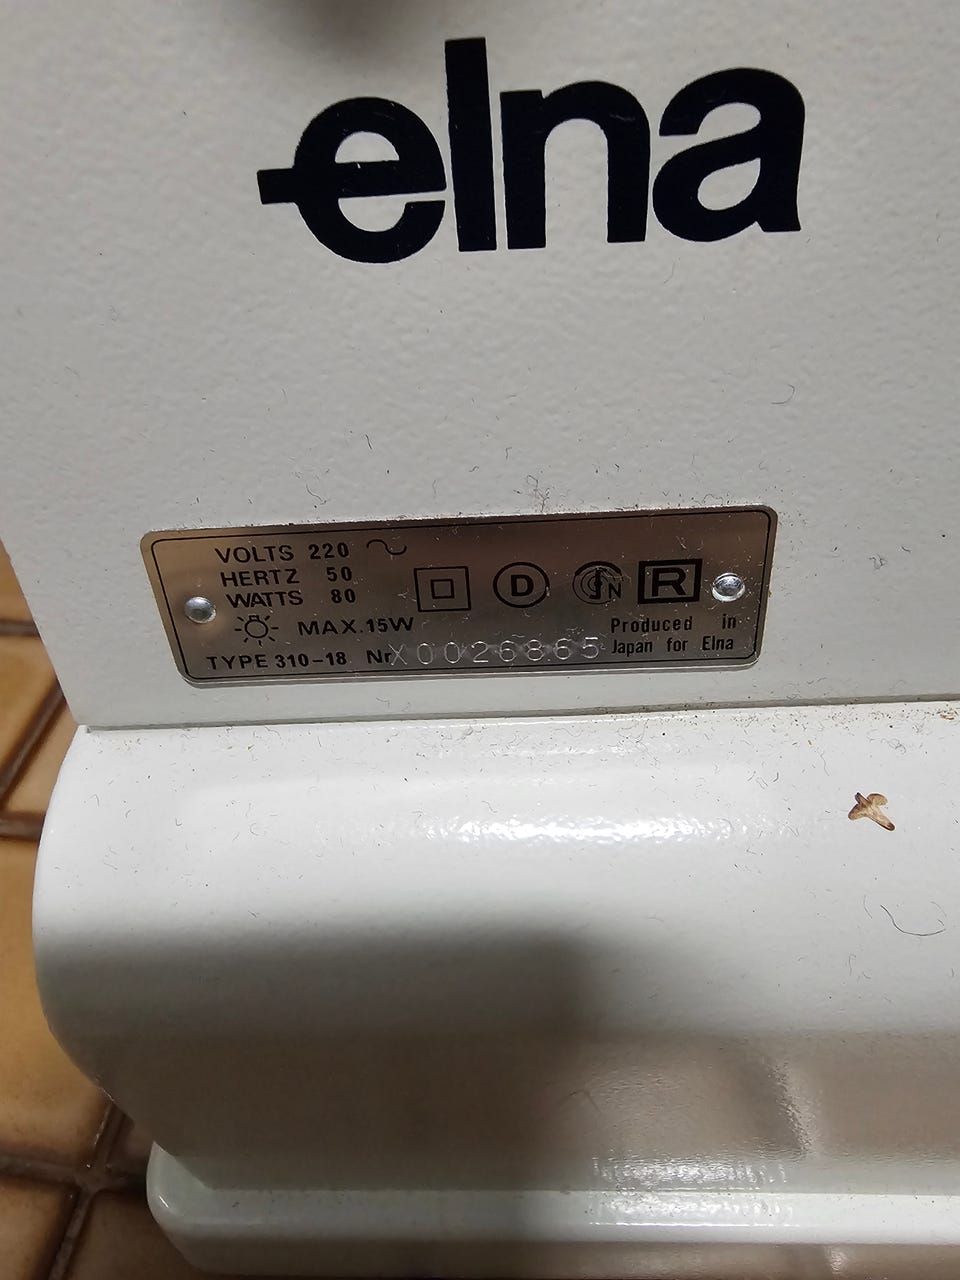 elna
VOLTS 220
HERTZ 50
WATTS 80
D
N
R
MAX.15W
TYPE 310-18 Nr X0026865
Produced in
Japan for Elna